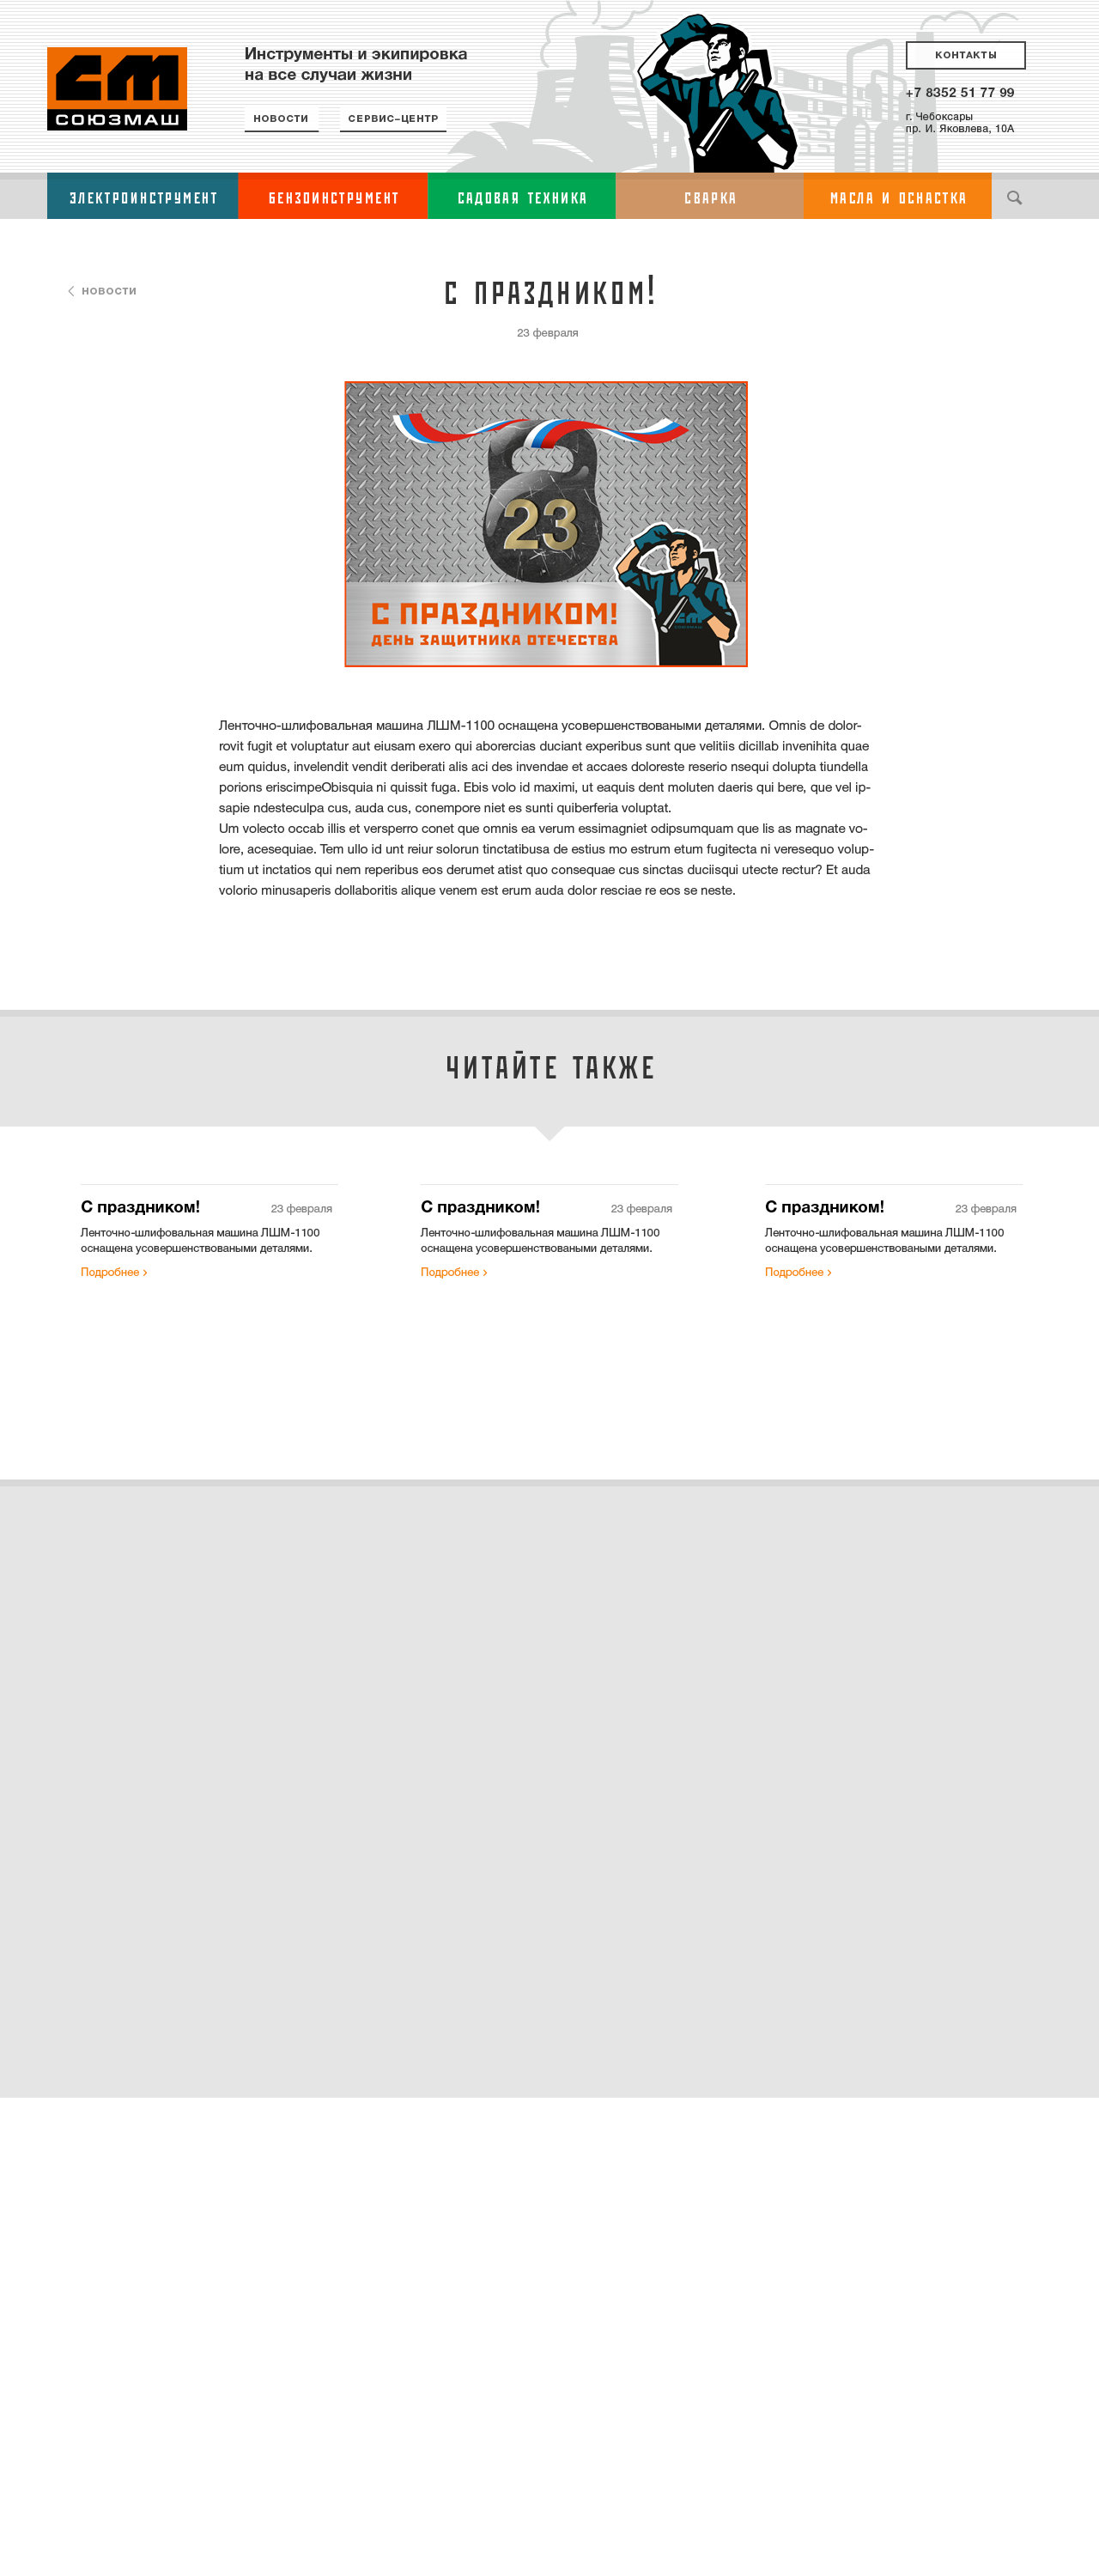 СМ
СОЮЗМАШ
Инструменты и экипировка
на все случаи жизни
НОВОСТИ
СЕРВИС–ЦЕНТР
КОНТАКТЫ
+7 8352 51 77 99
г. Чебоксары
пр. И. Яковлева, 10А
ЭЛЕКТРОИНСТРУМЕНТ
БЕНЗОИНСТРУМЕНТ
САДОВАЯ ТЕХНИКА
СВАРКА
МАСЛА И ОСНАСТКА
НОВОСТИ
С ПРАЗДНИКОМ!
23 февраля
23
С ПРАЗДНИКОМ!
ДЕНЬ ЗАЩИТНИКА ОТЕЧЕСТВА
Ленточно-шлифовальная машина ЛШМ-1100 оснащена усовершенствоваными деталями. Omnis de dolor-
rovit fugit et voluptatur aut eiusam exero qui aborercias duciant experibus sunt que velitiis dicillab invenihita quae
eum quidus, invelendit vendit deriberati alis aci des invendae et accaes doloreste reserio nsequi dolupta tiundella
porions eriscimpeObisquia ni quissit fuga. Ebis volo id maximi, ut eaquis dent moluten daeris qui bere, que vel ip-
sapie ndesteculpa cus, auda cus, conempore niet es sunti quiberferia voluptat.
Um volecto occab illis et versperro conet que omnis ea verum essimagniet odipsumquam que lis as magnate vo-
lore, acesequiae. Tem ullo id unt reiur solorun tinctatibusa de estius mo estrum etum fugitecta ni veresequo volup-
tium ut inctatios qui nem reperibus eos derumet atist quo consequae cus sinctas duciisqui utecte rectur? Et auda
volorio minusaperis dollaboritis alique venem est erum auda dolor resciae re eos se neste.
ЧИТАЙТЕ ТАКЖЕ
С праздником!
23 февраля
Ленточно-шлифовальная машина ЛШМ-1100
оснащена усовершенствоваными деталями.
Подробнее
С праздником!
23 февраля
Ленточно-шлифовальная машина ЛШМ-1100
оснащена усовершенствоваными деталями.
Подробнее
С праздником!
23 февраля
Ленточно-шлифовальная машина ЛШМ-1100
оснащена усовершенствоваными деталями.
Подробнее